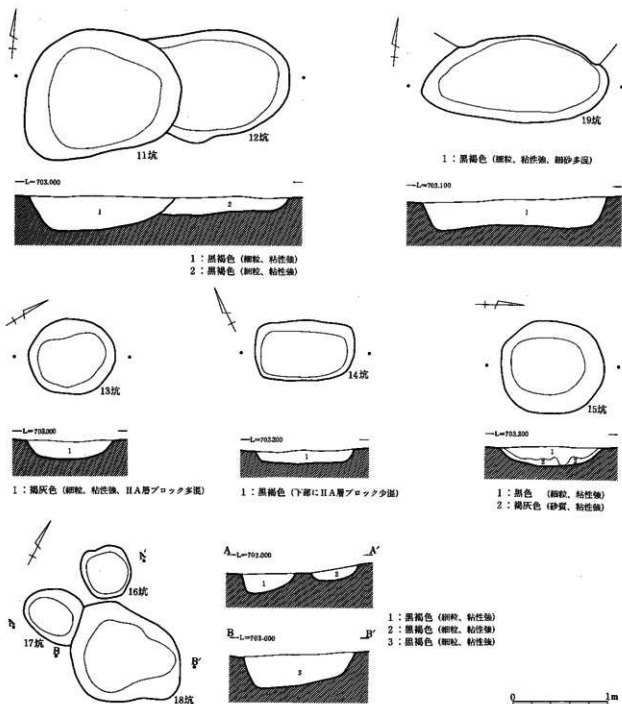 11坑
12坑
L=703.000
1
2
1：黒褐色（細粒、粘性強）
2：黒褐色（細粒、粘性強）
19坑
1：黒褐色（細粒、粘性強、細砂多混）
L=703.100
1
13坑
L=703.000
1
1：褐灰色（細粒、粘性強、ⅡA層ブロック多混）
14坑
L=703.200
1
1：黒褐色（下部にⅡA層ブロック少混）
15坑
1
2
1：黒色　（細粒、粘性強）
2：褐灰色（砂質、粘性強）
16坑
17坑
18坑
A
A′
B
B′
A
A′
1
2
B
B′
3
1：黒褐色（細粒、粘性強）
2：黒褐色（細粒、粘性強）
3：黒褐色（細粒、粘性強）
0
1m